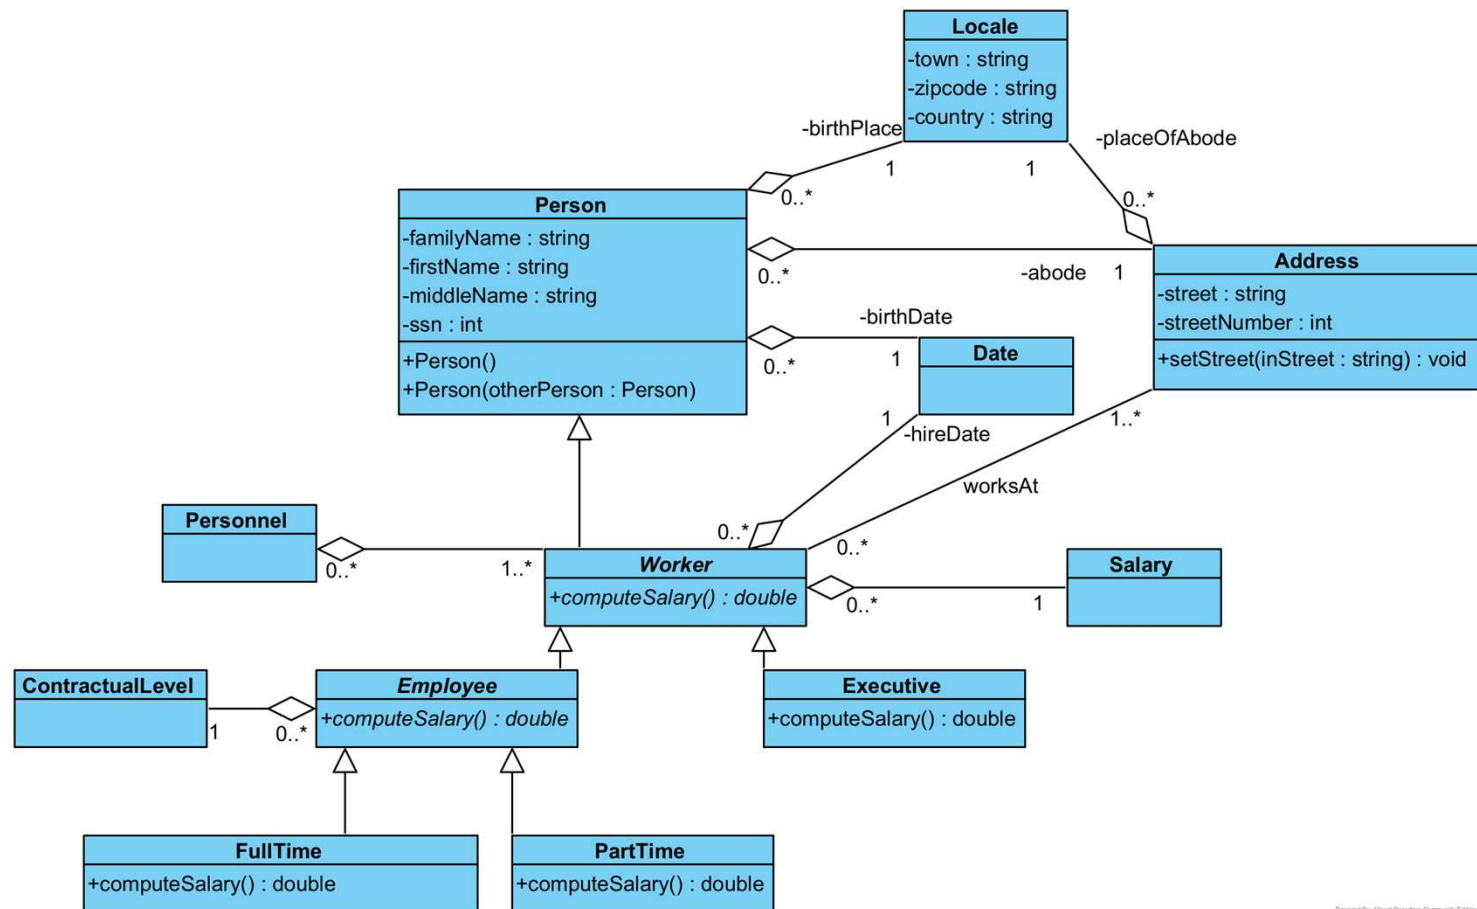 Locale
-town : string
-zipcode : string
-country : string
-birthPlace
1
1
-placeOfAbode
0..*
0..*
Person
-familyName : string
-firstName : string
-middleName : string
-ssn : int
+Person()
+Person(otherPerson : Person)
0..*
-abode
1
Address
-street : string
-streetNumber : int
+setStreet(inStreet : string) : void
-birthDate
0..*
1
Date
1
-hireDate
1..*
worksAt
Personnel
0..*
1..*
0..*
0..*
Worker
+computeSalary() : double
0..*
1
Salary
ContractualLevel
1
0..*
Employee
+computeSalary() : double
Executive
+computeSalary() : double
FullTime
+computeSalary() : double
PartTime
+computeSalary() : double